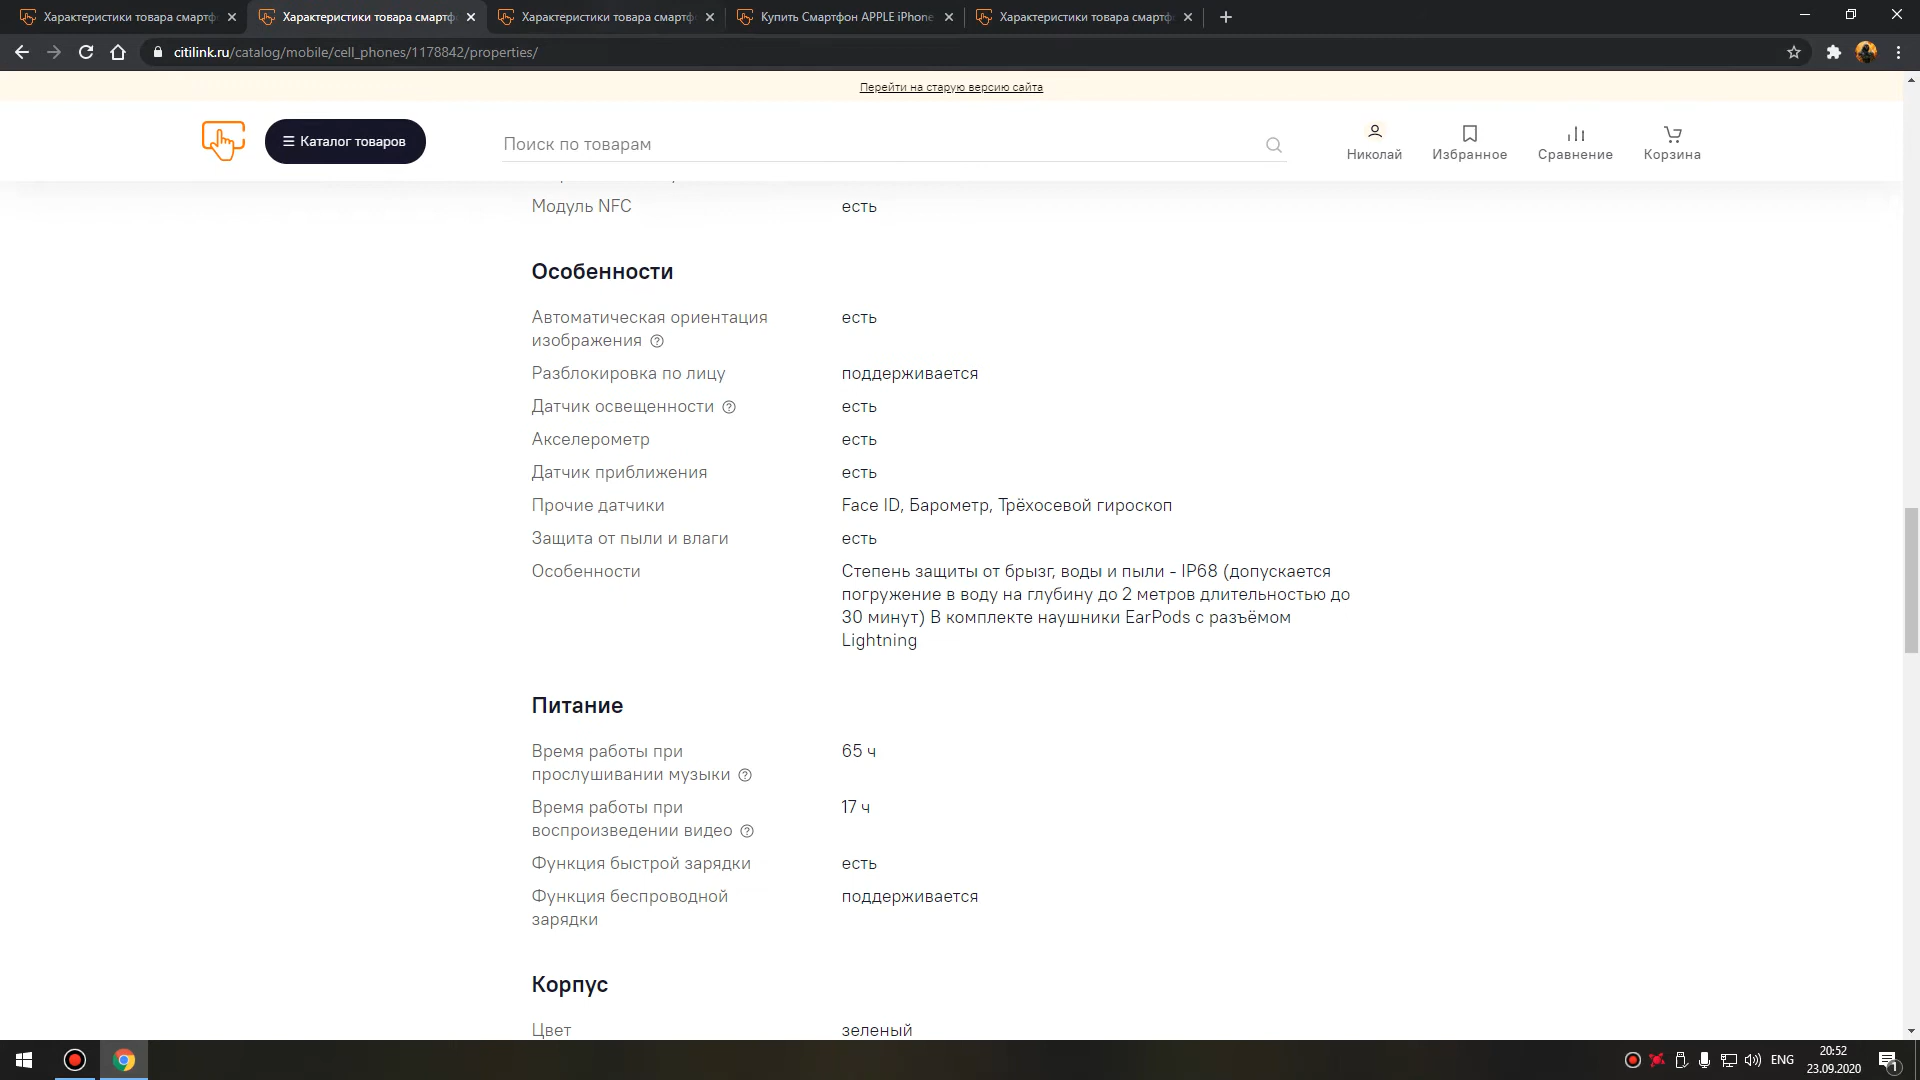 Характеристики товара смартф
Характеристики товара смартф
Характеристики товара смартф
Купить Смартфон APPLE iPhone
Характеристики товара смартф
citilink.ru/catalog/mobile/cell_phones/1178842/properties/
Перейти на старую версию сайта
Каталог товаров
Поиск по товарам
Николай
Избранное
Сравнение
Корзина
Модуль NFC есть
Особенности
Автоматическая ориентация есть
изображения
Разблокировка по лицу поддерживается
Датчик освещенности есть
Акселерометр есть
Датчик приближения есть
Прочие датчики Face ID, Барометр, Трёхосевой гироскоп
Защита от пыли и влаги есть
Особенности Степень защиты от брызг, воды и пыли - IP68 (допускается
погружение в воду на глубину до 2 метров длительностью до
30 минут) В комплекте наушники EarPods с разъёмом
Lightning
Питание
Время работы при 65 ч
прослушивании музыки
Время работы при 17 ч
воспроизведении видео
Функция быстрой зарядки есть
Функция беспроводной поддерживается
зарядки
Корпус
Цвет зеленый
ENG
20:52
23.09.2020
1